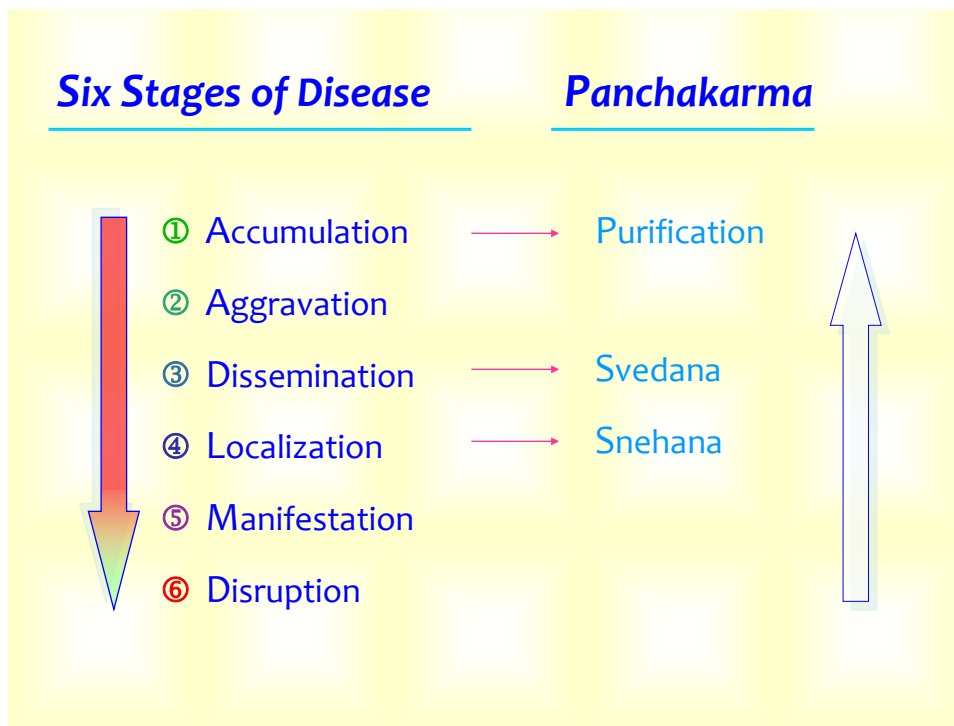 Six Stages of Disease Panchakarma
① Accumulation Purification
② Aggravation
③ Dissemination Svedana
④ Localization Snehana
⑤ Manifestation
⑥ Disruption